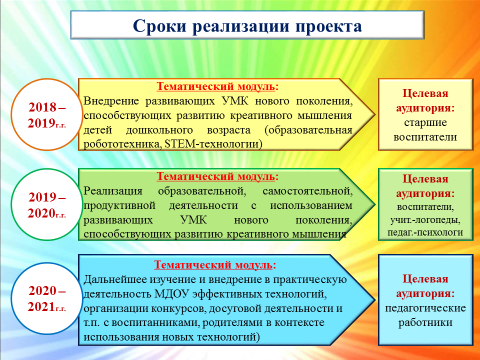 Сроки реализации проекта
2018 –
2019г.г.
Тематический модуль:
Внедрение развивающих УМК нового поколения,
способствующих развитию креативного мышления
детей дошкольного возраста (образовательная
робототехника, STEM-технологии)
Целевая
аудитория:
старшие
воспитатели
2019 –
2020г.г.
Тематический модуль:
Реализация образовательной, самостоятельной,
продуктивной деятельности с использованием
развивающих УМК нового поколения,
способствующих развитию креативного мышления
Целевая
аудитория:
воспитатели,
учит.-логопеды,
педаг.-психологи
2020 –
2021г.г.
Тематический модуль:
Дальнейшее изучение и внедрение в практическую
деятельность МДОУ эффективных технологий,
организации конкурсов, досуговой деятельности и
т.п. с воспитанниками, родителями в контексте
использования новых технологий)
Целевая
аудитория:
педагогические
работники